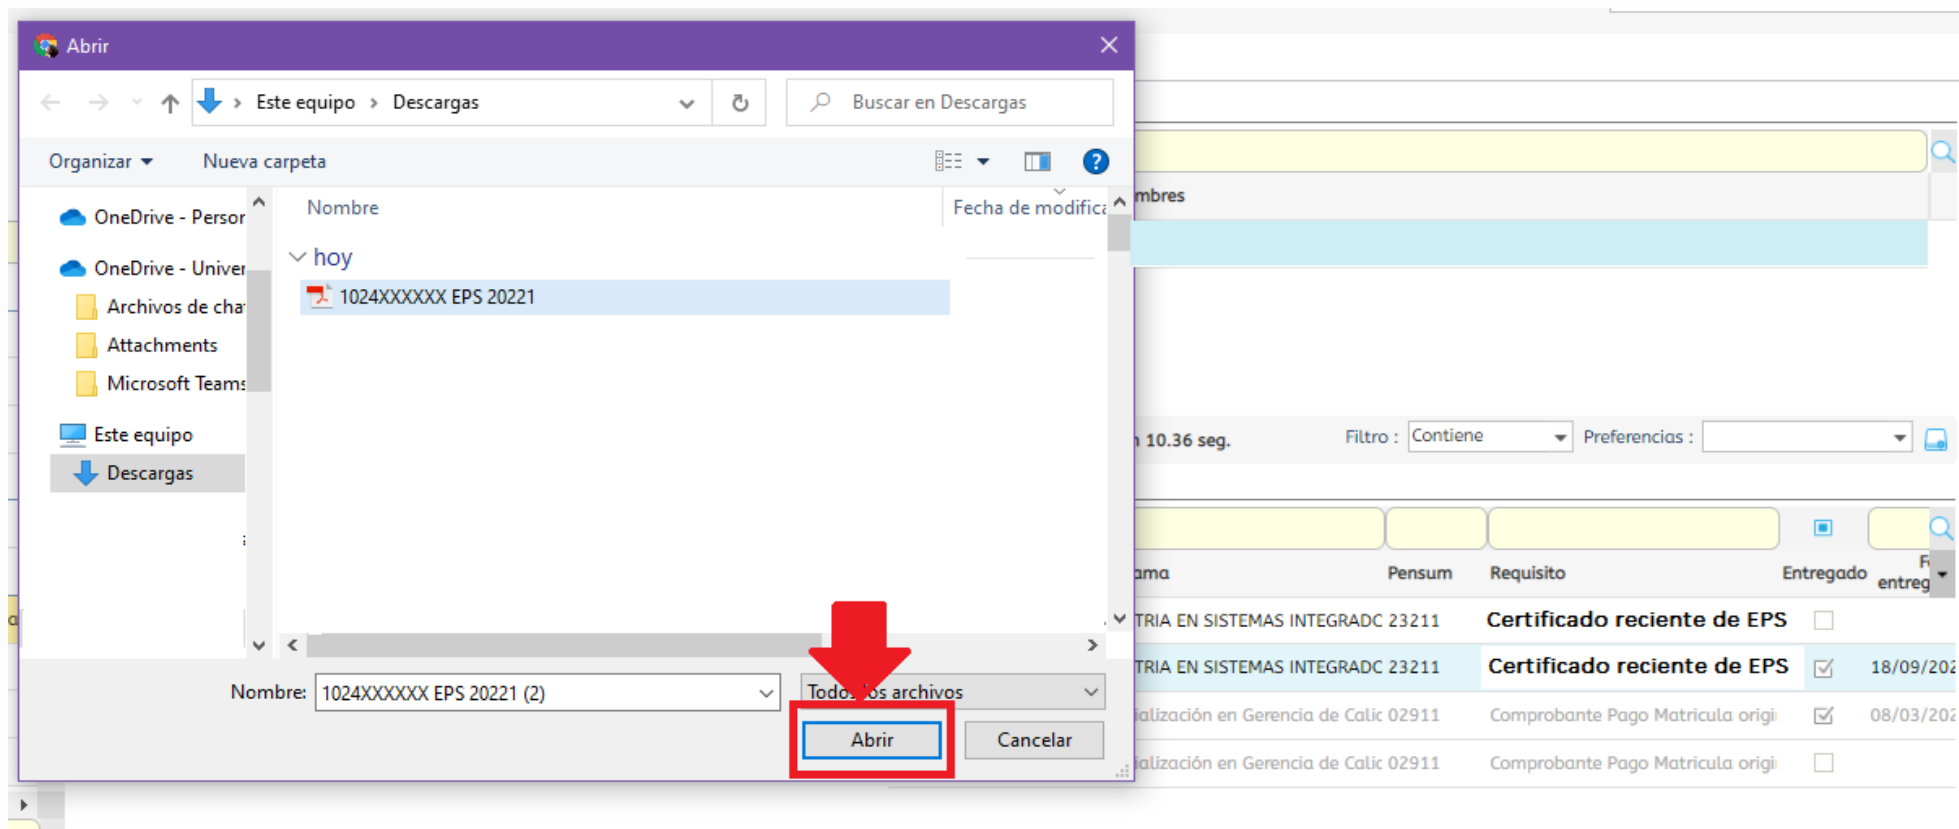 Abrir
Este equipo > Descargas
Buscar en Descargas
Organizar
Nueva carpeta
OneDrive - Person
OneDrive - Univer
Archivos de cha
Attachments
Microsoft Teams
Este equipo
Descargas
Nombre
Fecha de modifica
hoy
1024XXXXXX EPS 20221
Nombre:
1024XXXXXX EPS 20221 (2)
Todos los archivos
Abrir
Cancelar
mbres
10.36 seg.
Filtro :
Contiene
Preferencias :
ama
Pensum
Requisito
Entregado
entreg
TRIA EN SISTEMAS INTEGRADC 23211 Certificado reciente de EPS
TRIA EN SISTEMAS INTEGRADC 23211 Certificado reciente de EPS 18/09/202
ialización en Gerencia de Calic 02911 Comprobante Pago Matricula origi 08/03/202
ialización en Gerencia de Calic 02911 Comprobante Pago Matricula origi